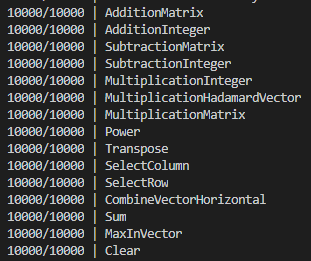 10000/10000 | AdditionMatrix
10000/10000 | AdditionInteger
10000/10000 | SubtractionMatrix
10000/10000 | SubtractionInteger
10000/10000 | MultiplicationInteger
10000/10000 | MultiplicationHadamardVector
10000/10000 | MultiplicationMatrix
10000/10000 | Power
10000/10000 | Transpose
10000/10000 | SelectColumn
10000/10000 | SelectRow
10000/10000 | CombineVectorHorizontal
10000/10000 | Sum
10000/10000 | MaxInVector
10000/10000 | Clear